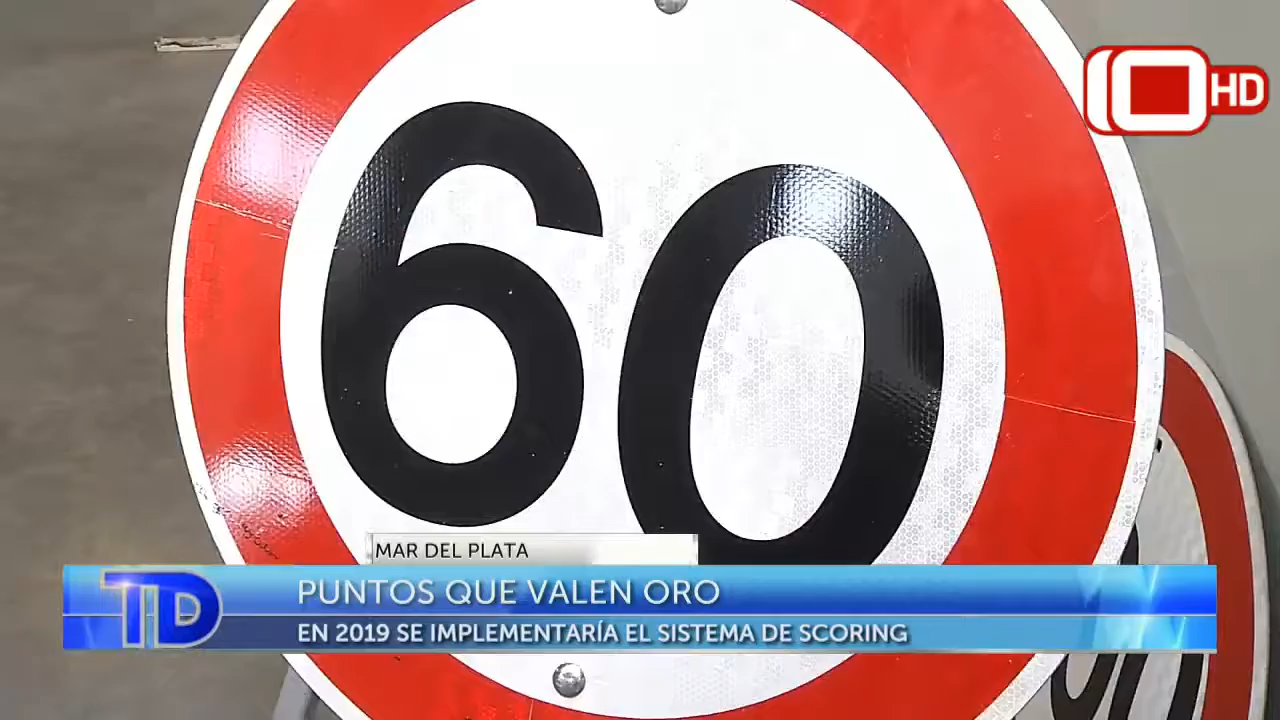 HD
60
MAR DEL PLATA
TD
PUNTOS QUE VALEN ORO
EN 2019 SE IMPLEMENTARÍA EL SISTEMA DE SCORING